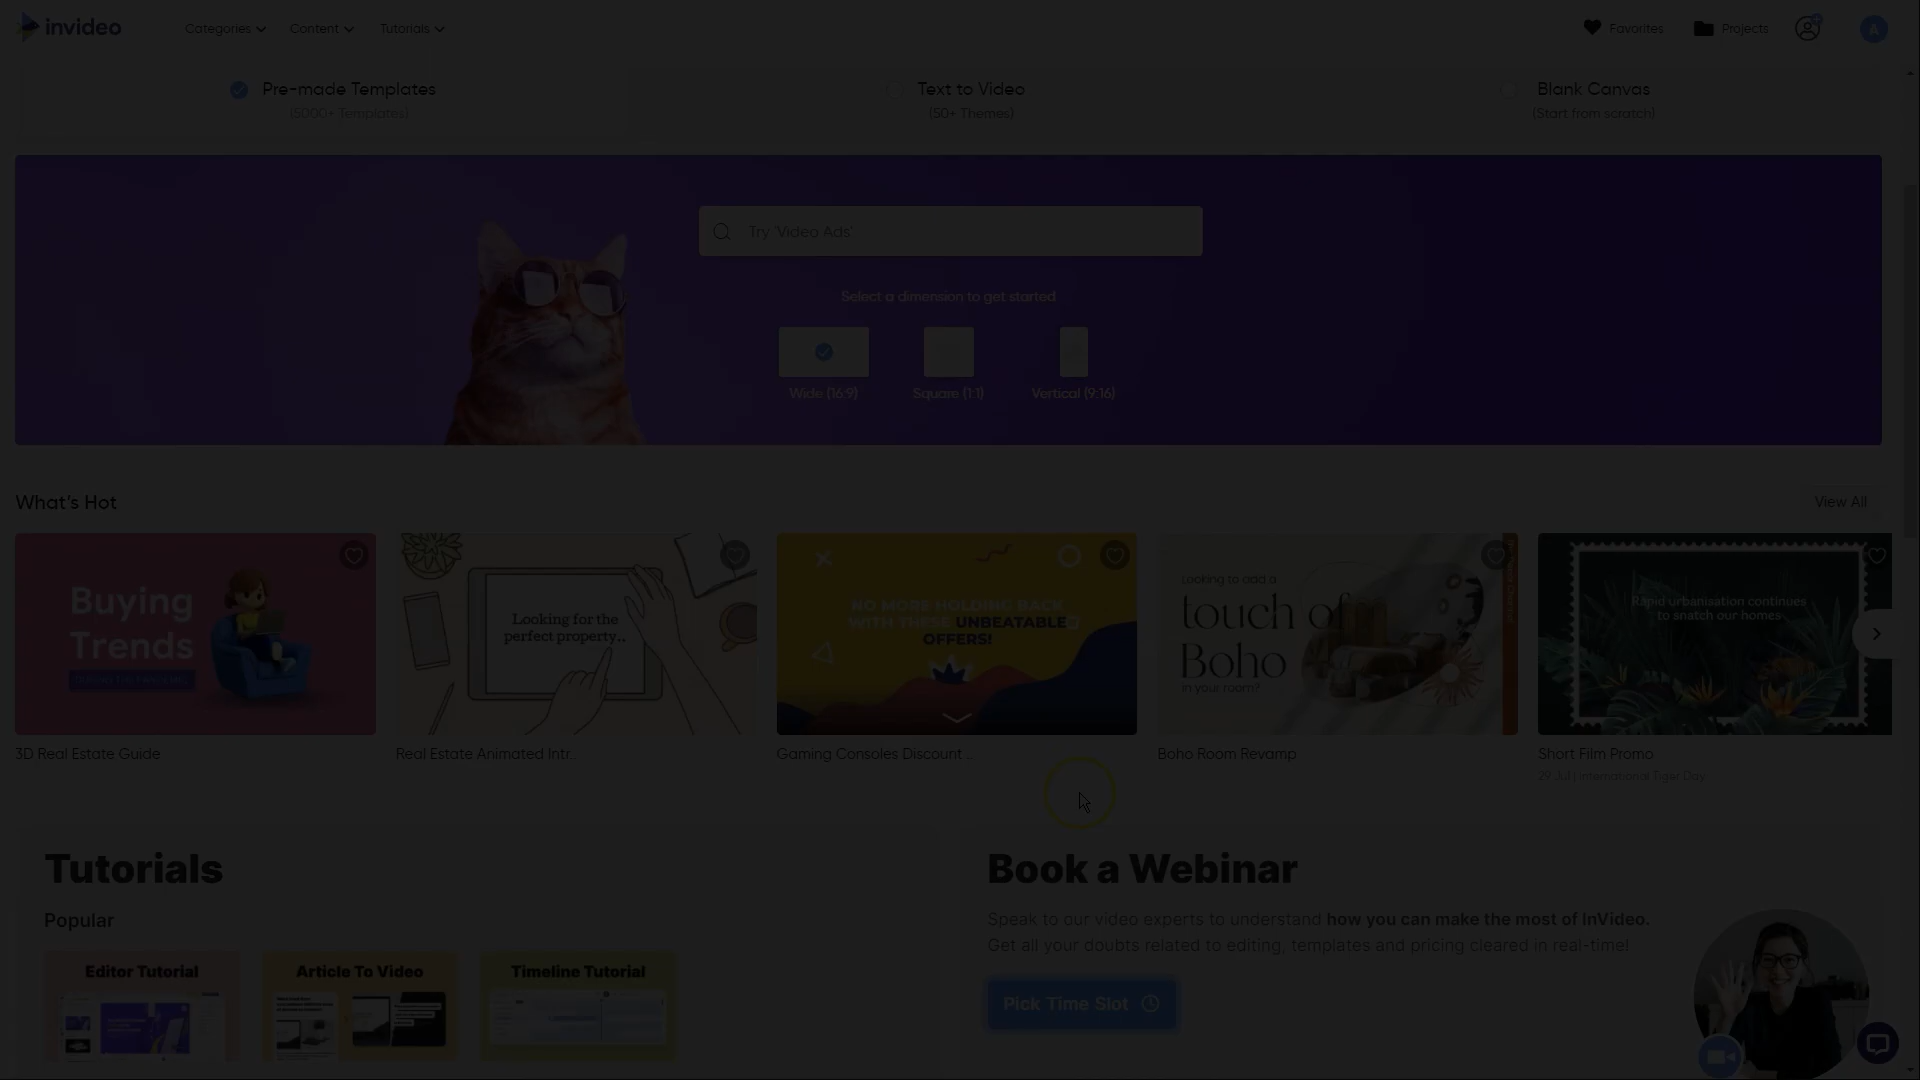 invideo
Categories
Content
Tutorials
Favorites
Projects
A
Pre-made Templates
(5000+ Templates)
Text to Video
(50+ Themes)
Blank Canvas
(Start from scratch)
Try 'Video Ads'
Select a dimension to get started
Wide (16:9)
Square (1:1)
Vertical (9:16)
What's Hot
View All
Buying
Trends
Looking for the
perfect property..
NO MORE HOLDING BACK
WITH THESE UNBEATABLE
OFFERS!
Looking to add a
touch of
Boho
in your room?
Rapid urbanisation continues
to snatch our homes
3D Real Estate Guide
Real Estate Animated Intr...
Gaming Consoles Discount ...
Boho Room Revamp
Short Film Promo
29 Jul | International Tiger Day
Tutorials
Popular
Editor Tutorial
Article To Video
Timeline Tutorial
Book a Webinar
Speak to our video experts to understand how you can make the most of InVideo.
Get all your doubts related to editing, templates and pricing cleared in real-time!
Pick Time Slot